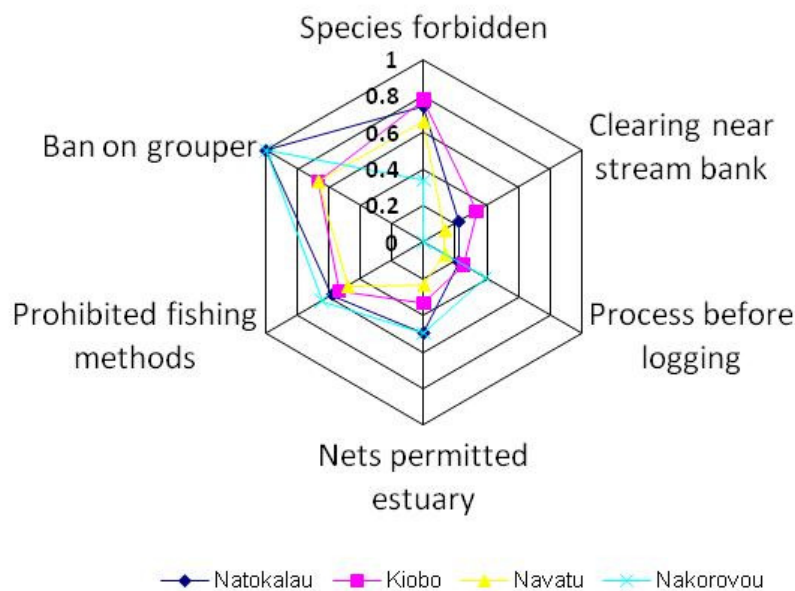 Species forbidden
1
0.8
0.6
0.4
0.2
0
Clearing near
stream bank
Ban on grouper
Prohibited fishing
methods
Process before
logging
Nets permitted
estuary
Natokalau Kiobo Navatu Nakorovou